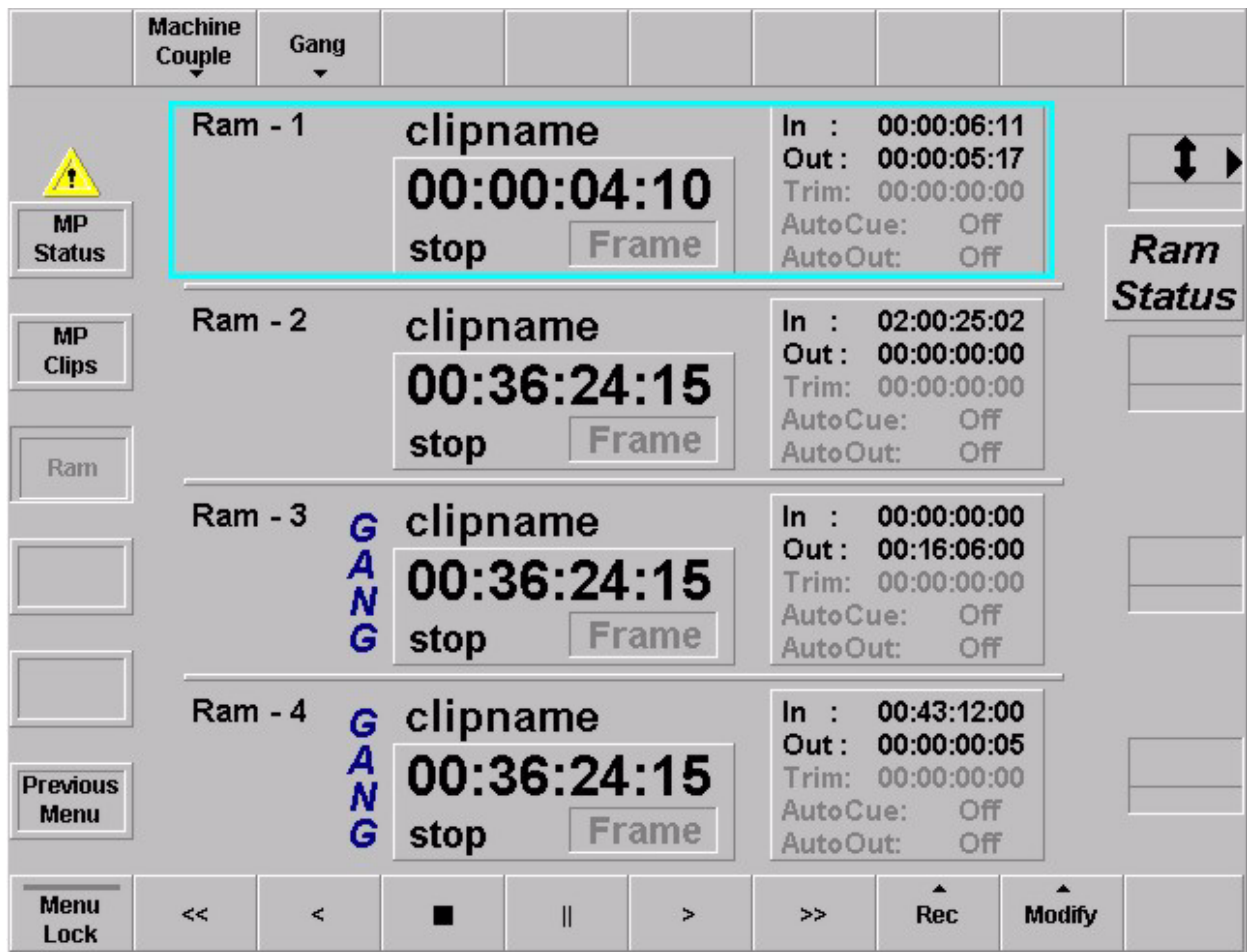 Machine
Couple
Gang
MP
Status
MP
Clips
Ram
Previous
Menu
Ram - 1
clipname
00:00:04:10
stop
Frame
In : 00:00:06:11
Out : 00:00:05:17
Trim: 00:00:00:00
AutoCue: Off
AutoOut: Off
Ram - 2
clipname
00:36:24:15
stop
Frame
In : 02:00:25:02
Out : 00:00:00:00
Trim: 00:00:00:00
AutoCue: Off
AutoOut: Off
Ram - 3
GANG
clipname
00:36:24:15
stop
Frame
In : 00:00:00:00
Out : 00:16:06:00
Trim: 00:00:00:00
AutoCue: Off
AutoOut: Off
Ram - 4
GANG
clipname
00:36:24:15
stop
Frame
In : 00:43:12:00
Out : 00:00:00:05
Trim: 00:00:00:00
AutoCue: Off
AutoOut: Off
Ram
Status
Menu
Lock
<< < || > >> Rec Modify